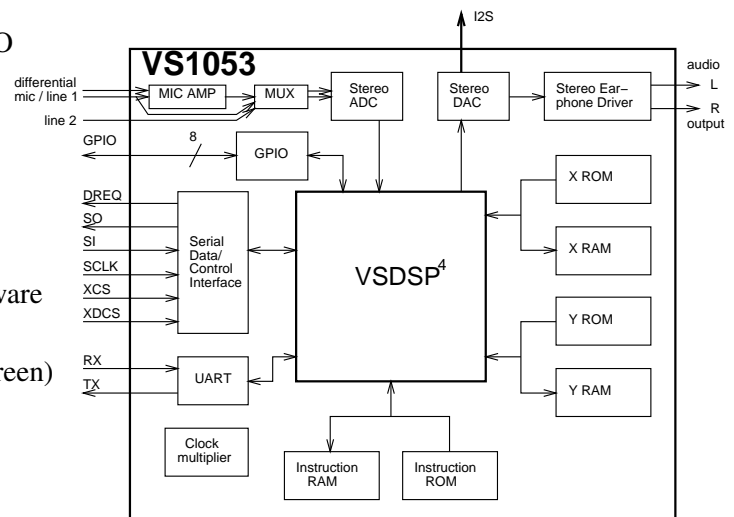 I2S
O
VS1053
audio
differential
mic / line 1
MIC AMP
MUX
Stereo
ADC
Stereo
DAC
Stereo Ear-
phone Driver
L
R
output
line 2
GPIO
8
GPIO
X ROM
DREQ
SO
SI
SCLK
XCS
XDCS
Serial
Data/
Control
Interface
VSDSP4
X RAM
ware
Y ROM
reen)
RX
TX
UART
Y RAM
Clock
multiplier
Instruction
RAM
Instruction
ROM